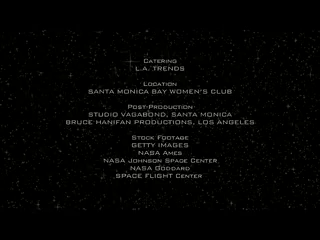 Catering
L.A. TRENDS
Location
SANTA MONICA BAY WOMEN'S CLUB
Post-Production
STUDIO VAGABOND, SANTA MONICA
BRUCE HANIFAN PRODUCTIONS, LOS ANGELES
Stock Footage
GETTY IMAGES
NASA Ames
NASA Johnson Space Center
NASA Goddard
SPACE FLIGHT Center